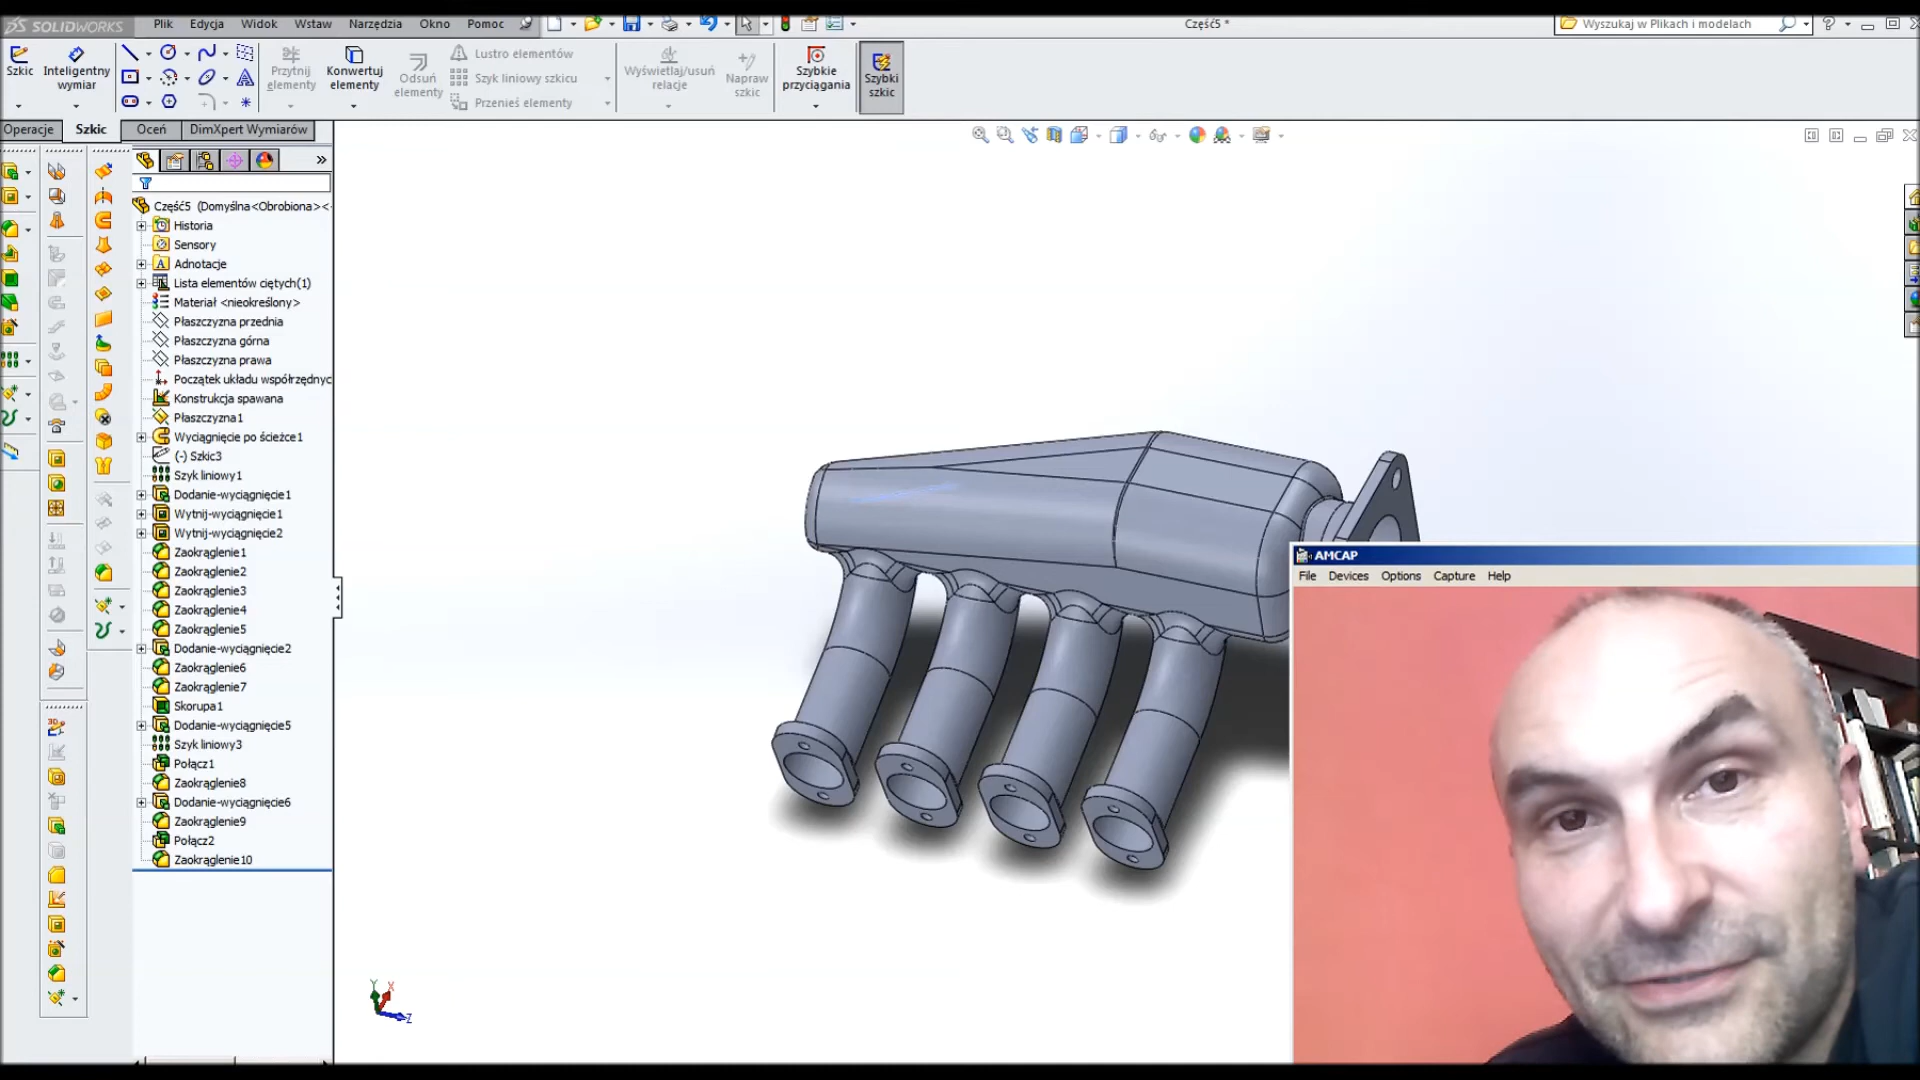 SOLIDWORKS Plik Edycja Widok Wstaw Narzędzia Okno Pomoc Część5 * Wyszukaj w Plikach i modelach
Szkic
Inteligentny
wymiar
Przytnij
elementy
Konwertuj
elementy
Odsuń
elementy
Lustro elementów
Szyk liniowy szkicu
Przenieś elementy
Wyświetlaj/usuń
relacje
Napraw
szkic
Szybkie
przyciągania
Szybki
szkic
Operacje Szkic Oceń DimXpert Wymiarów
»
Część5 (Domyślna<Obrobiona><-
Historia
Sensory
Adnotacje
Lista elementów ciętych(1)
Materiał <nieokreślony>
Płaszczyzna przednia
Płaszczyzna górna
Płaszczyzna prawa
Początek układu współrzędnyc
Konstrukcja spawana
Płaszczyzna1
Wyciągnięcie po ścieżce1
(-) Szkic3
Szyk liniowy1
Dodanie-wyciągnięcie1
Wytnij-wyciągnięcie1
Wytnij-wyciągnięcie2
Zaokrąglenie1
Zaokrąglenie2
Zaokrąglenie3
Zaokrąglenie4
Zaokrąglenie5
Dodanie-wyciągnięcie2
Zaokrąglenie6
Zaokrąglenie7
Skorupa1
Dodanie-wyciągnięcie5
Szyk liniowy3
Połącz1
Zaokrąglenie8
Dodanie-wyciągnięcie6
Zaokrąglenie9
Połącz2
Zaokrąglenie10
Y X
Z
AMCAP
File Devices Options Capture Help